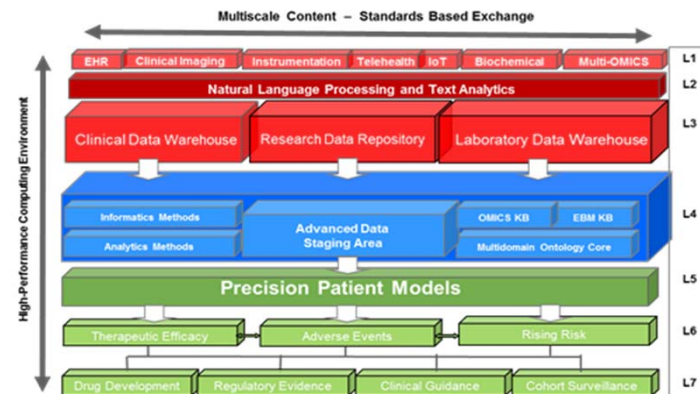 Multiscale Content – Standards Based Exchange
High-Performance Computing Environment
EHR
Clinical Imaging
Instrumentation
Telehealth
IoT
Biochemical
Multi-OMICS
L1
Natural Language Processing and Text Analytics
L2
Clinical Data Warehouse
Research Data Repository
Laboratory Data Warehouse
L3
Informatics Methods
Analytics Methods
Advanced Data
Staging Area
OMICS KB
EBM KB
Multidomain Ontology Core
L4
Precision Patient Models
L5
Therapeutic Efficacy
Adverse Events
Rising Risk
L6
Drug Development
Regulatory Evidence
Clinical Guidance
Cohort Surveillance
L7